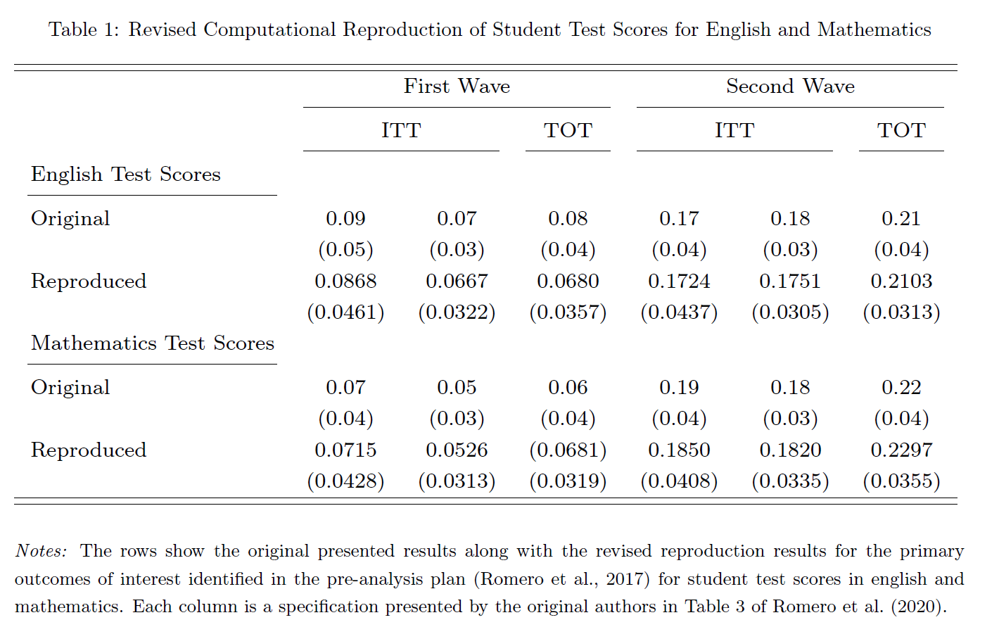 Table 1: Revised Computational Reproduction of Student Test Scores for English and Mathematics
First Wave Second Wave
ITT TOT ITT TOT
English Test Scores
Original 0.09 0.07 0.08 0.17 0.18 0.21
(0.05) (0.03) (0.04) (0.04) (0.03) (0.04)
Reproduced 0.0868 0.0667 0.0680 0.1724 0.1751 0.2103
(0.0461) (0.0322) (0.0357) (0.0437) (0.0305) (0.0313)
Mathematics Test Scores
Original 0.07 0.05 0.06 0.19 0.18 0.22
(0.04) (0.03) (0.04) (0.04) (0.03) (0.04)
Reproduced 0.0715 0.0526 (0.0681) 0.1850 0.1820 0.2297
(0.0428) (0.0313) (0.0319) (0.0408) (0.0335) (0.0355)
Notes: The rows show the original presented results along with the revised reproduction results for the primary
outcomes of interest identified in the pre-analysis plan (Romero et al., 2017) for student test scores in english and
mathematics. Each column is a specification presented by the original authors in Table 3 of Romero et al. (2020).